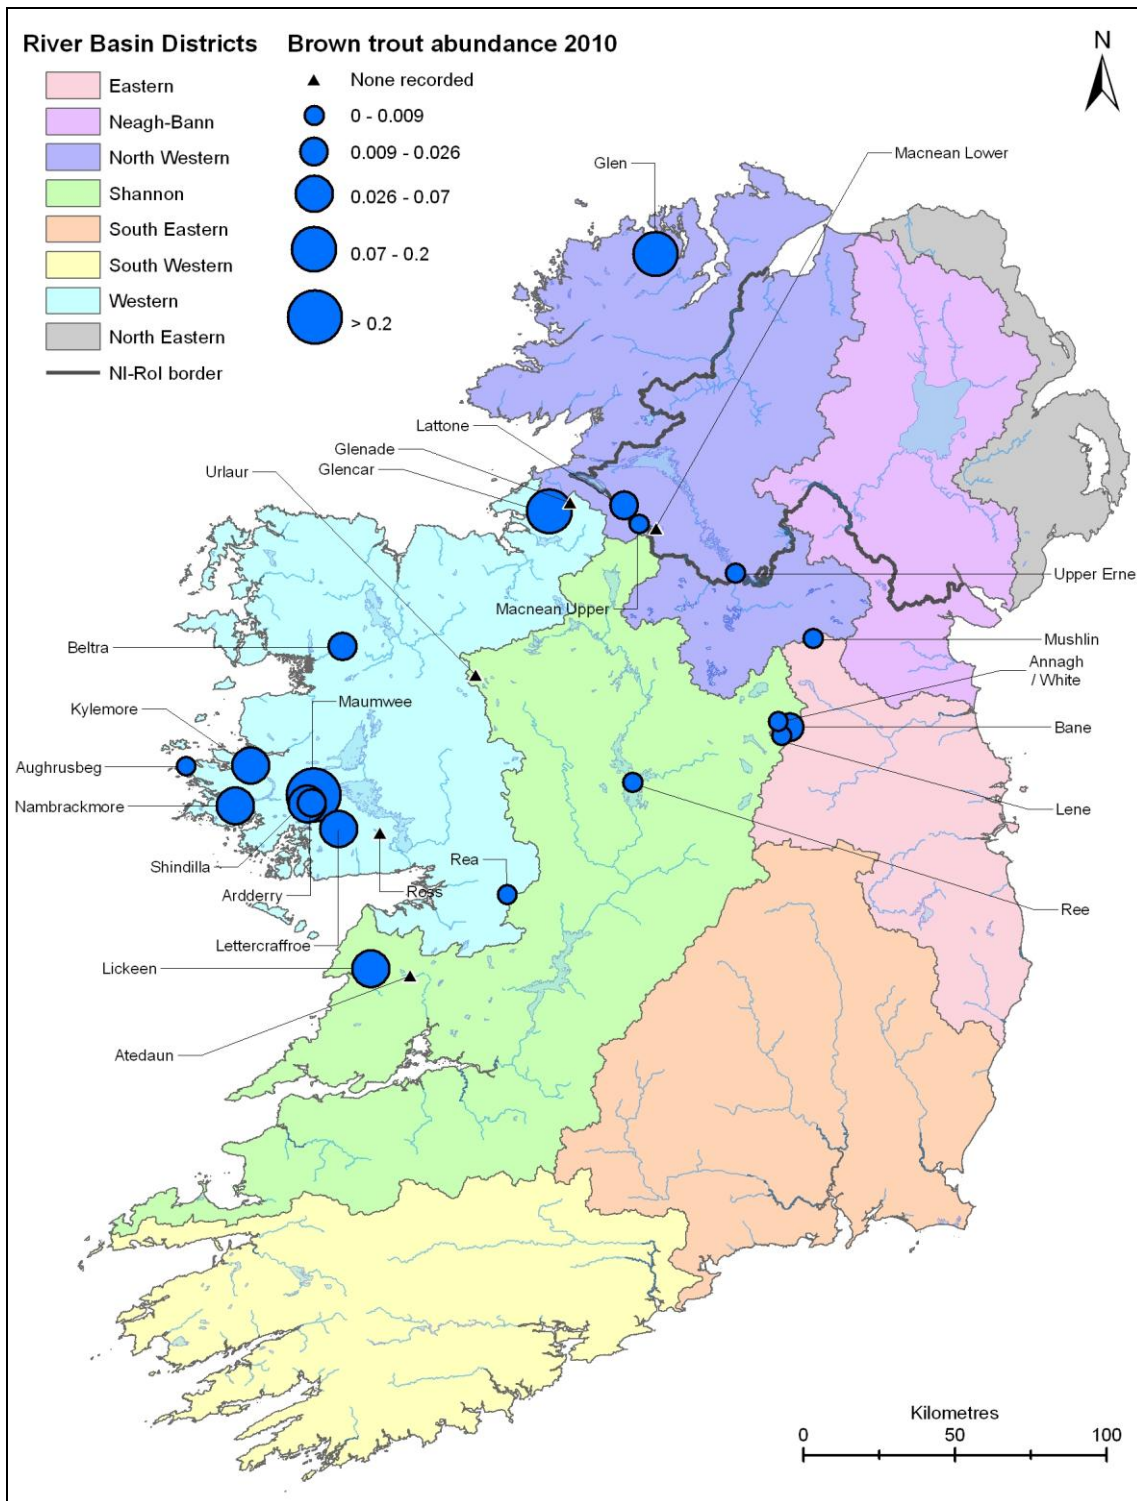 River Basin Districts
Eastern
Neagh-Bann
North Western
Shannon
South Eastern
South Western
Western
North Eastern
NI-RoI border
Brown trout abundance 2010
None recorded
0 - 0.009
0.009 - 0.026
0.026 - 0.07
0.07 - 0.2
> 0.2
N
Glen
Macnean Lower
Lattone
Glenade
Glencar
Urlaur
Macnean Upper
Upper Erne
Mushlin
Annagh
/ White
Bane
Lene
Ree
Beltra
Maumwee
Kylemore
Aughrusbeg
Nambrackmore
Shindilla
Ardderry
Ross
Rea
Lettercraffroe
Lickeen
Atedaun
Kilometres
0
50
100